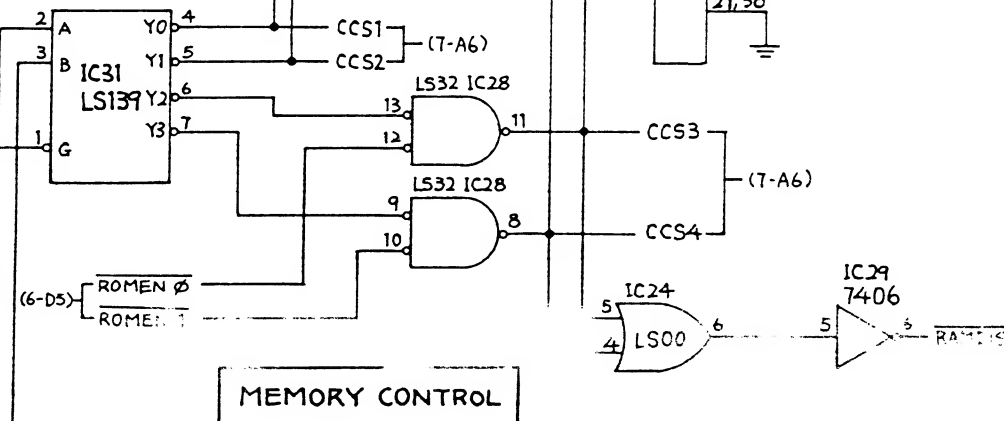 21,30
2
A
Y0
4
CCS1
(7-A6)
3
B
Y1
5
CCS2
IC31
LS139
Y2
6
LS32 IC28
13
11
CCS3
Y3
7
12
1
G
(7-A6)
LS32 IC28
9
8
CCS4
10
ROMEN 0
(6-D5)
IC24
IC29
7406
5
LS00
6
5
4
MEMORY CONTROL